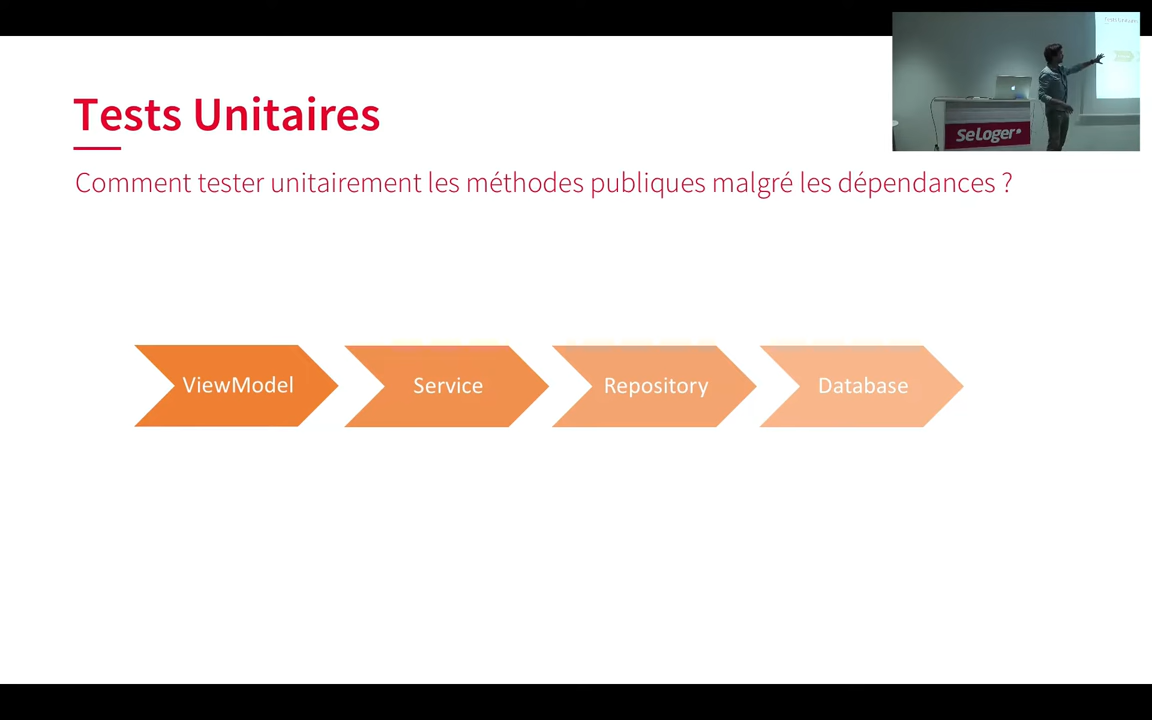 Tests Unitaires
Comment tester unitairement les méthodes publiques malgré les dépendances ?
ViewModel
Service
Repository
Database
SeLoger